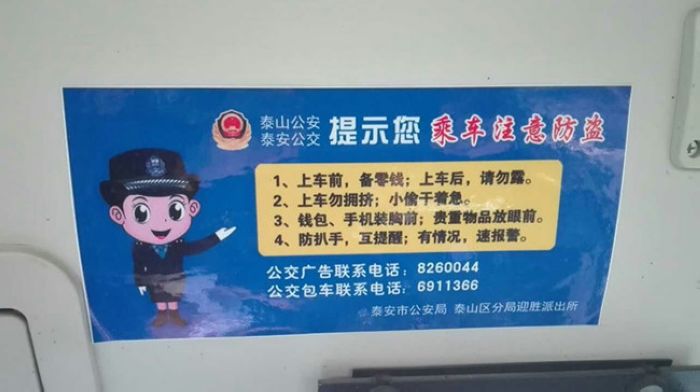 泰山公安
泰安公交
提示您 乘车注意防盗
1、上车前，备零钱；上车后，请勿露。
2、上车勿拥挤；小偷干着急。
3、钱包、手机装胸前；贵重物品放眼前。
4、防扒手，互提醒；有情况，速报警。
公交广告联系电话：8260044
公交包车联系电话：6911366
泰安市公安局 泰山区分局迎胜派出所